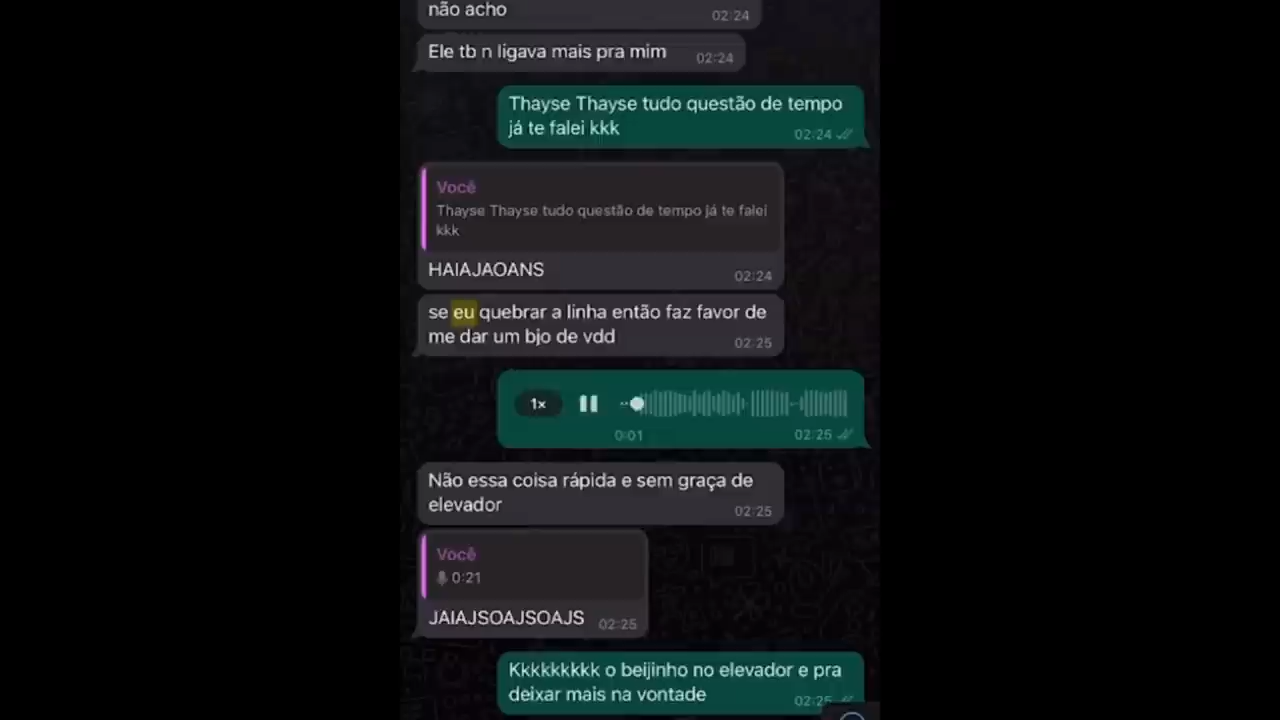 não acho
02:24
Ele tb n ligava mais pra mim
02:24
Thayse Thayse tudo questão de tempo
já te falei kkk
02:24
Você
Thayse Thayse tudo questão de tempo já te falei
kkk
HAIAJAOANS
02:24
se eu quebrar a linha então faz favor de
me dar um bjo de vdd
02:25
1×
0:01
02:25
Não essa coisa rápida e sem graça de
elevador
02:25
Você
0:21
JAIAJSOAJSOAJS
02:25
Kkkkkkkkk o beijinho no elevador e pra
deixar mais na vontade
02:25